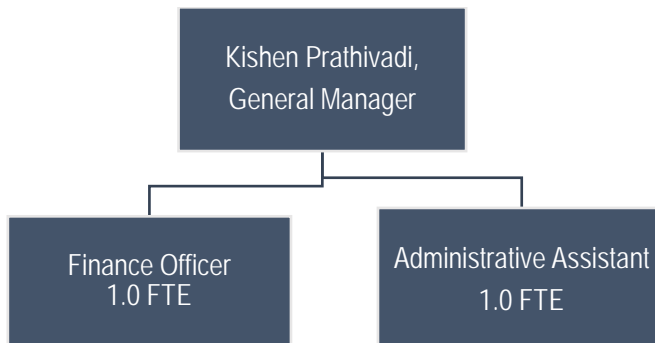 Kishen Prathivadi,
General Manager
Finance Officer
1.0 FTE
Administrative Assistant
1.0 FTE